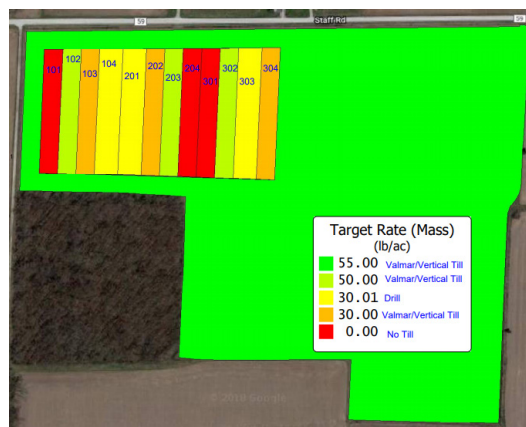 59
Staff Rd
59
101
102
103
104
201
202
203
204
301
302
303
304
Target Rate (Mass)
(lb/ac)
55.00 Valmar/Vertical Till
50.00 Valmar/Vertical Till
30.01 Drill
30.00 Valmar/Vertical Till
0.00 No Till
© 2018 Google